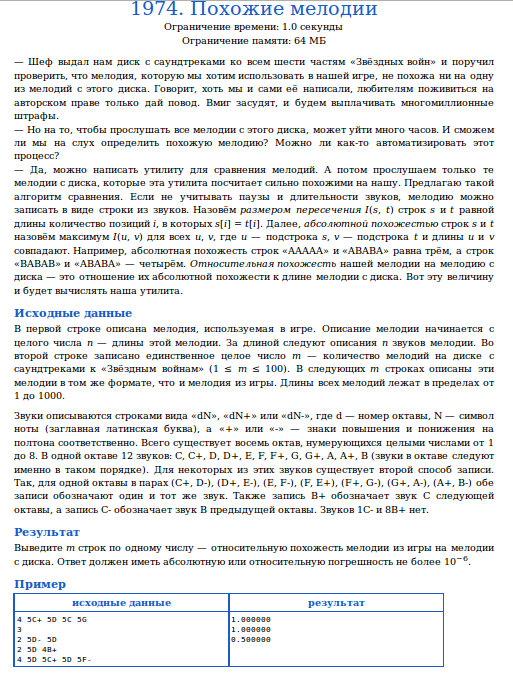 1974. Похожие мелодии
Ограничение времени: 1.0 секунды
Ограничение памяти: 64 МБ
— Шеф выдал нам диск с саундтреками ко всем шести частям «Звёздных войн» и поручил
проверить, что мелодия, которую мы хотим использовать в нашей игре, не похожа ни на одну
из мелодий с этого диска. Говорит, хоть мы и сами её написали, любителям поживиться на
авторском праве только дай повод. Вмиг засудят, и будем выплачивать многомиллионные
штрафы.
— Но на то, чтобы прослушать все мелодии с этого диска, может уйти много часов. И сможем
ли мы на слух определить похожую мелодию? Можно ли как-то автоматизировать этот
процесс?
— Да, можно написать утилиту для сравнения мелодий. А потом прослушаем только те
мелодии с диска, которые эта утилита посчитает сильно похожими на нашу. Предлагаю такой
алгоритм сравнения. Если не учитывать паузы и длительности звуков, мелодию можно
записать в виде строки из звуков. Назовём размером пересечения I(s, t) строк s и t равной
длины количество позиций i, в которых s[i] = t[i]. Далее, абсолютной похожестью строк s и t
назовём максимум I(u, v) для всех u, v, где u — подстрока s, v — подстрока t и длины u и v
совпадают. Например, абсолютная похожесть строк «AAAAA» и «ABABA» равна трём, а строк
«BABAB» и «ABABA» — четырём. Относительная похожесть нашей мелодии на мелодию с
диска — это отношение их абсолютной похожести к длине мелодии с диска. Вот эту величину
и будет вычислять наша утилита.
Исходные данные
В первой строке описана мелодия, используемая в игре. Описание мелодии начинается с
целого числа n — длины этой мелодии. За длиной следуют описания n звуков мелодии. Во
второй строке записано единственное целое число m — количество мелодий на диске с
саундтреками к «Звёздным войнам» (1 ≤ m ≤ 100). В следующих m строках описаны эти
мелодии в том же формате, что и мелодия из игры. Длины всех мелодий лежат в пределах от
1 до 1000.
Звуки описываются строками вида «dN», «dN+» или «dN-», где d — номер октавы, N — символ
ноты (заглавная латинская буква), а «+» или «-» — знаки повышения и понижения на
полтона соответственно. Всего существует восемь октав, нумерующихся целыми числами от 1
до 8. В одной октаве 12 звуков: C, C+, D, D+, E, F, F+, G, G+, A, A+, B (звуки в октаве следуют
именно в таком порядке). Для некоторых из этих звуков существует второй способ записи.
Так, для одной октавы в парах (C+, D-), (D+, E-), (E, F-), (F, E+), (F+, G-), (G+, A-), (A+, B-) обе
записи обозначают один и тот же звук. Также запись B+ обозначает звук C следующей
октавы, а запись C- обозначает звук B предыдущей октавы. Звуков 1C- и 8B+ нет.
Результат
Выведите m строк по одному числу — относительную похожесть мелодии из игры на мелодии
с диска. Ответ должен иметь абсолютную или относительную погрешность не более 10−6.
Пример
исходные данные результат
4 5C+ 5D 5C 5G 1.000000
3 1.000000
2 5D- 5D 0.500000
2 5D 4B+
4 5D 5C+ 5D 5F-